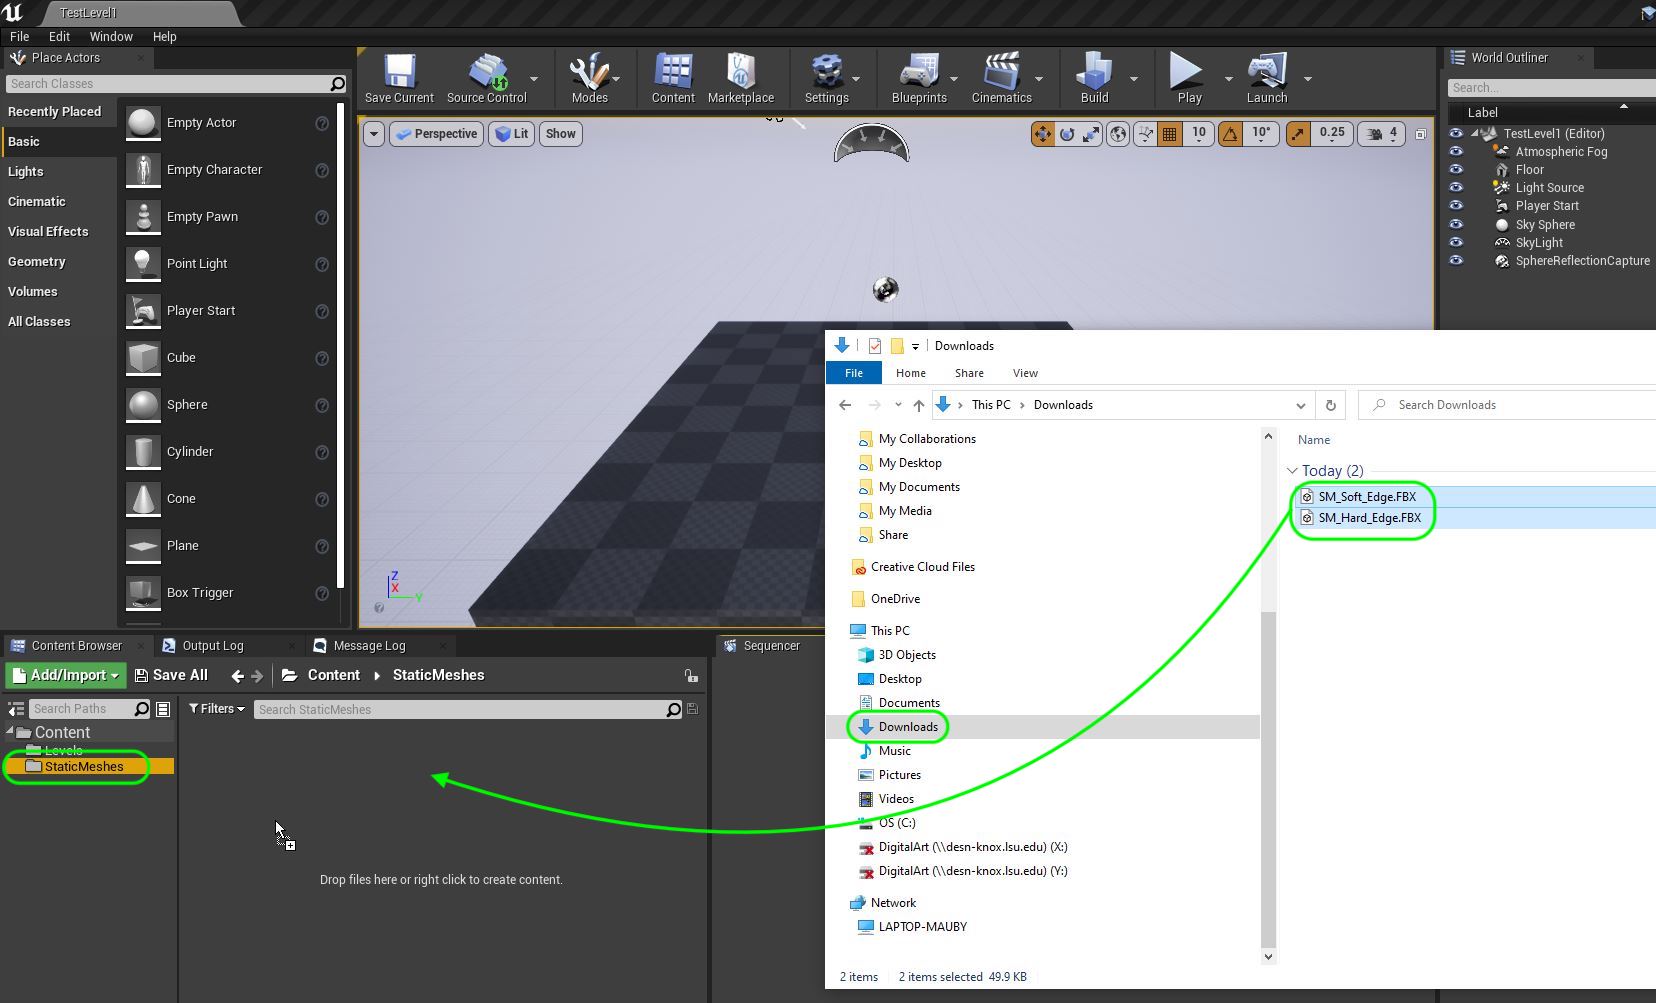 TestLevel1
File Edit Window Help
Place Actors
Search Classes
Recently Placed
Basic
Lights
Cinematic
Visual Effects
Geometry
Volumes
All Classes
Empty Actor
Empty Character
Empty Pawn
Point Light
Player Start
Cube
Sphere
Cylinder
Cone
Plane
Box Trigger
Save Current Source Control Modes Content Marketplace Settings Blueprints Cinematics Build Play Launch
Perspective Lit Show
10 10° 0.25 4
Z
X
Y
World Outliner
Search...
Label
TestLevel1 (Editor)
Atmospheric Fog
Floor
Light Source
Player Start
Sky Sphere
SkyLight
SphereReflectionCapture
Content Browser Output Log Message Log
Add/Import Save All Content StaticMeshes
Search Paths
Filters Search StaticMeshes
Content
Levels
StaticMeshes
Drop files here or right click to create content.
Sequencer
Downloads
File Home Share View
This PC Downloads
Search Downloads
My Collaborations
My Desktop
My Documents
My Media
Share
Creative Cloud Files
OneDrive
This PC
3D Objects
Desktop
Documents
Downloads
Music
Pictures
Videos
OS (C:)
DigitalArt (\\desn-knox.lsu.edu) (X:)
DigitalArt (\\desn-knox.lsu.edu) (Y:)
Network
LAPTOP-MAUBY
Name
Today (2)
SM_Soft_Edge.FBX
SM_Hard_Edge.FBX
2 items 2 items selected 49.9 KB